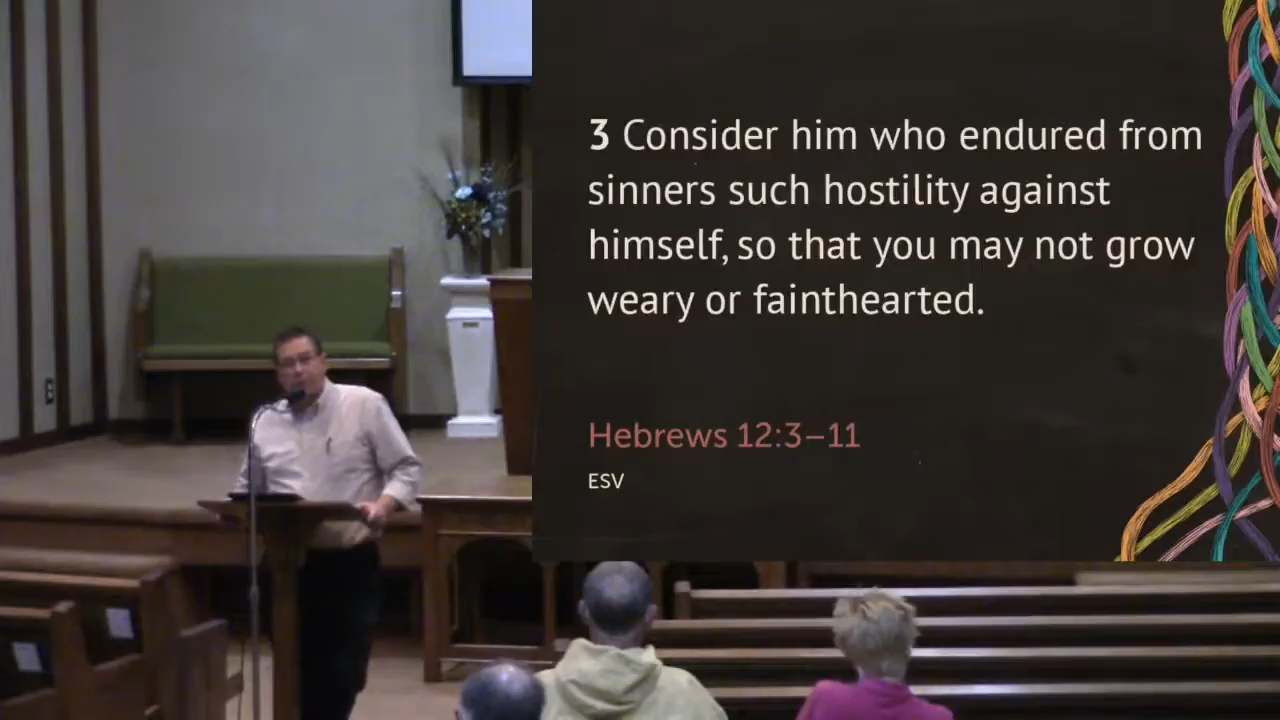 3 Consider him who endured from
sinners such hostility against
himself, so that you may not grow
weary or fainthearted.
Hebrews 12:3–11
ESV